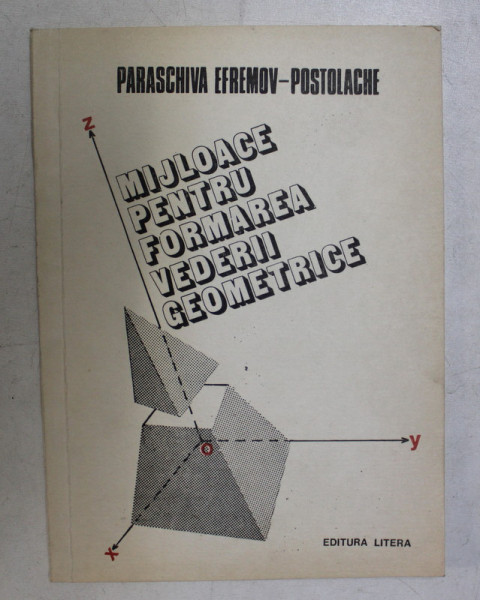 PARASCHIVA EFREMOV-POSTOLACHE
z
MIJLOACE
PENTRU
FORMAREA
VEDERII
GEOMETRICE
O
y
x
EDITURA LITERA